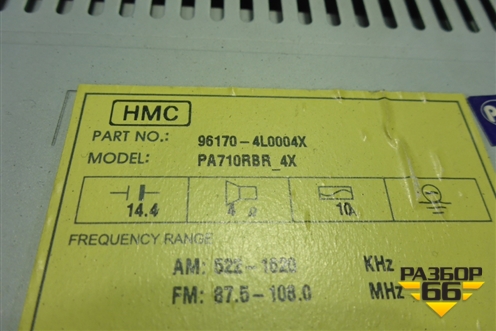 HMC
PART NO.: 96170-4L0004X
MODEL: PA710RBR_4X
14.4 4 Ω 10A
FREQUENCY RANGE
AM: 522~1620 KHz
FM: 87.5~108.0 MHz
РАЗБОР
66